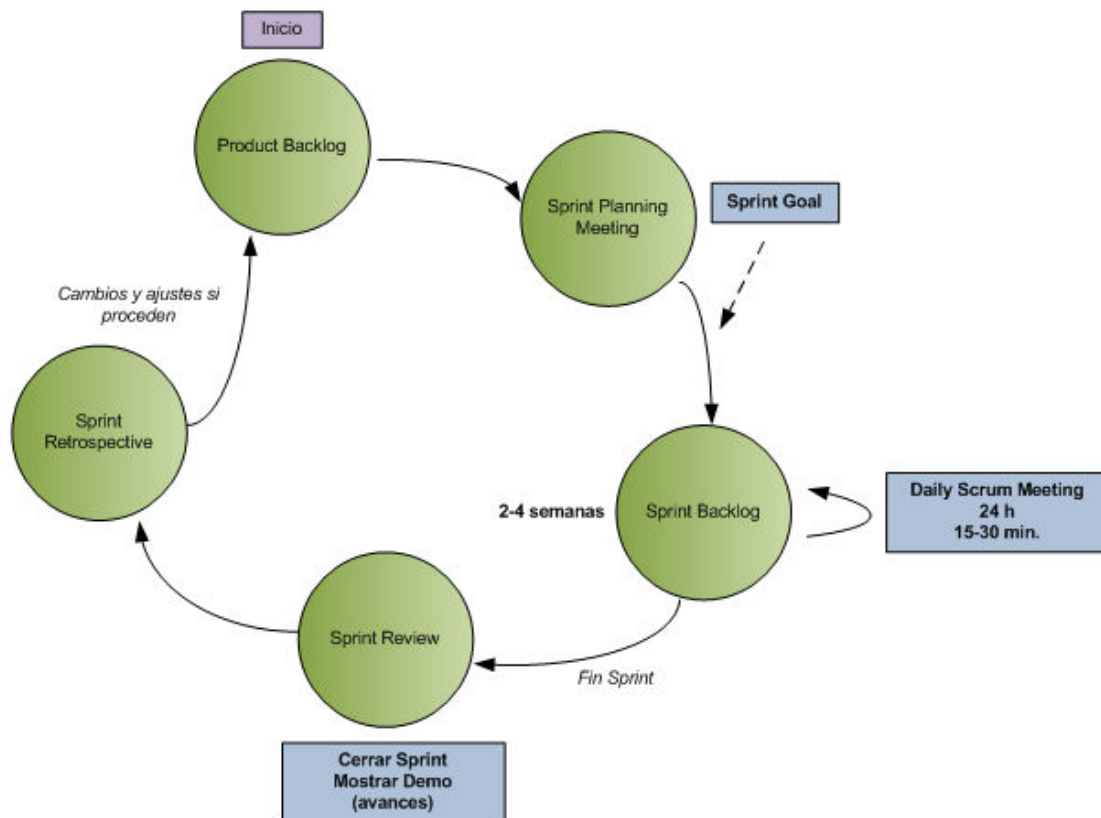 Inicio
Product Backlog
Sprint Planning
Meeting
Sprint Goal
Cambios y ajustes si
proceden
Sprint
Retrospective
2-4 semanas
Sprint Backlog
Daily Scrum Meeting
24 h
15-30 min.
Sprint Review
Fin Sprint
Cerrar Sprint
Mostrar Demo
(avances)